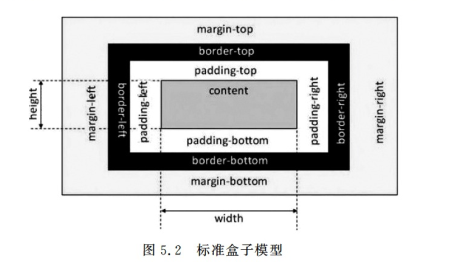 margin-top
border-top
padding-top
content
height
margin-left
border-left
padding-left
padding-right
border-right
margin-right
padding-bottom
border-bottom
margin-bottom
width
图 5.2 标准盒子模型